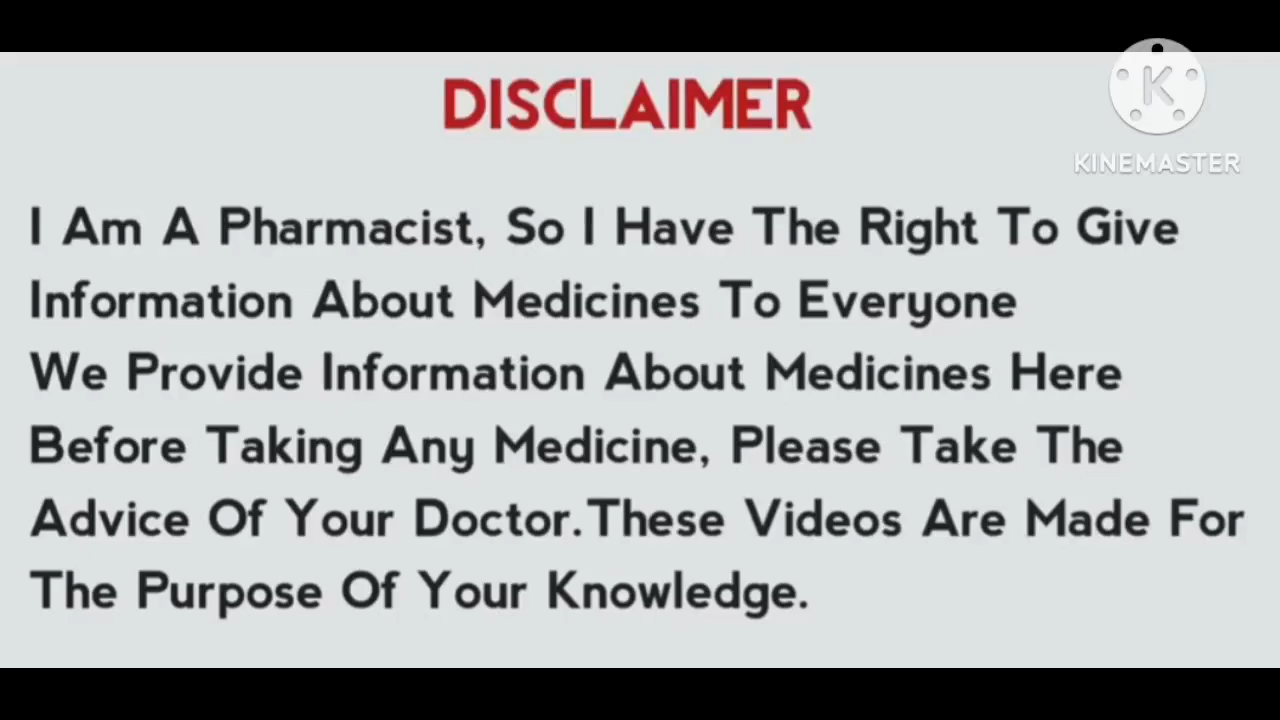 DISCLAIMER
K
KINEMASTER
I Am A Pharmacist, So I Have The Right To Give
Information About Medicines To Everyone
We Provide Information About Medicines Here
Before Taking Any Medicine, Please Take The
Advice Of Your Doctor.These Videos Are Made For
The Purpose Of Your Knowledge.